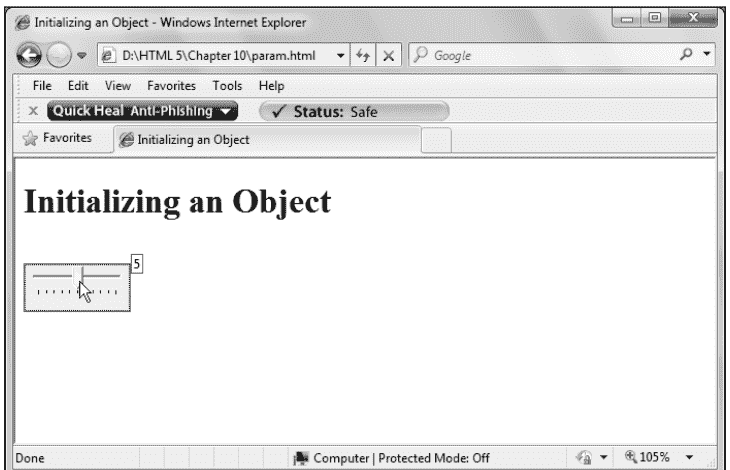 Initializing an Object - Windows Internet Explorer
D:\HTML 5\Chapter 10\param.html
Google
File Edit View Favorites Tools Help
x Quick Heal Anti-Phishing ✓ Status: Safe
Favorites Initializing an Object
Initializing an Object
5
Done Computer | Protected Mode: Off 105%